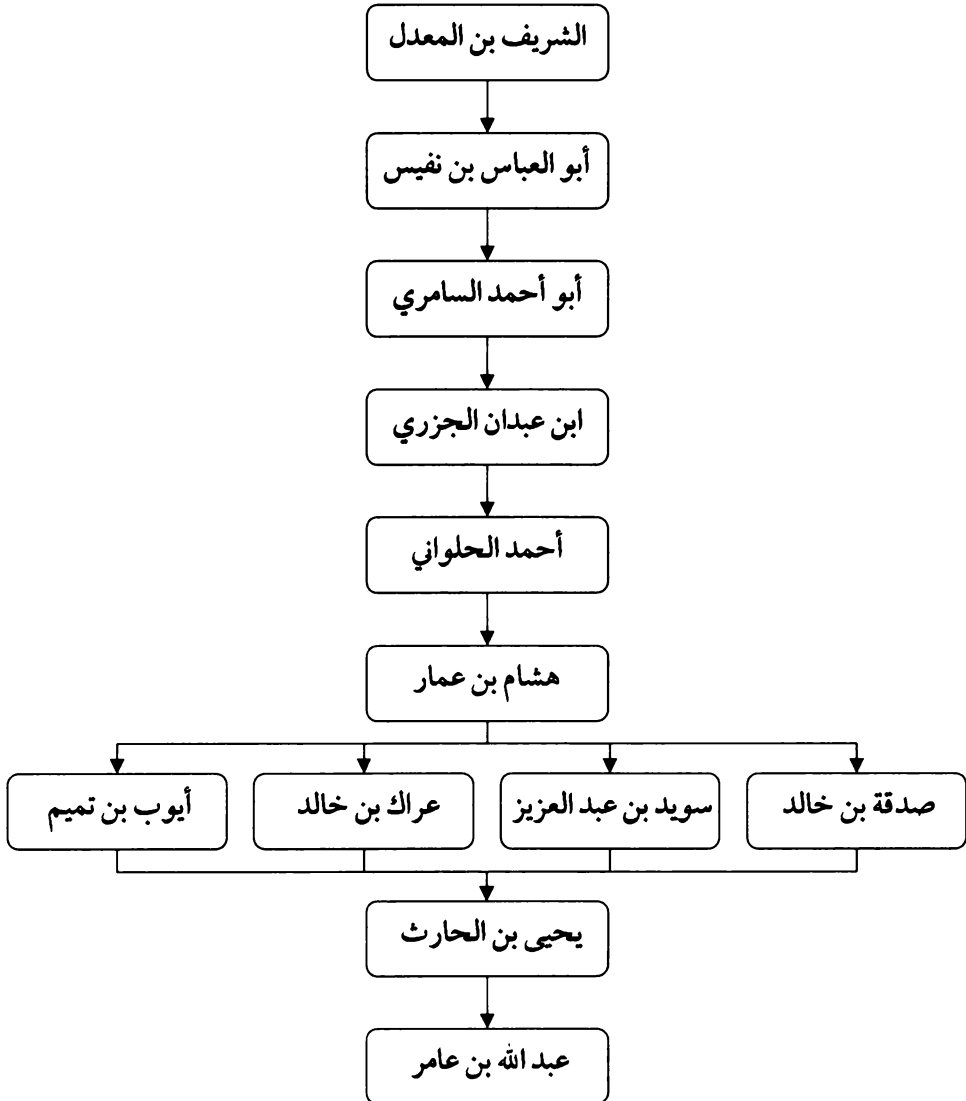 الشريف بن المعدل
أبو العباس بن نفيس
أبو أحمد السامري
ابن عبدان الجزري
أحمد الحلواني
هشام بن عمار
صدقة بن خالد
سويد بن عبد العزيز
عراك بن خالد
أيوب بن تميم
يحيى بن الحارث
عبد الله بن عامر